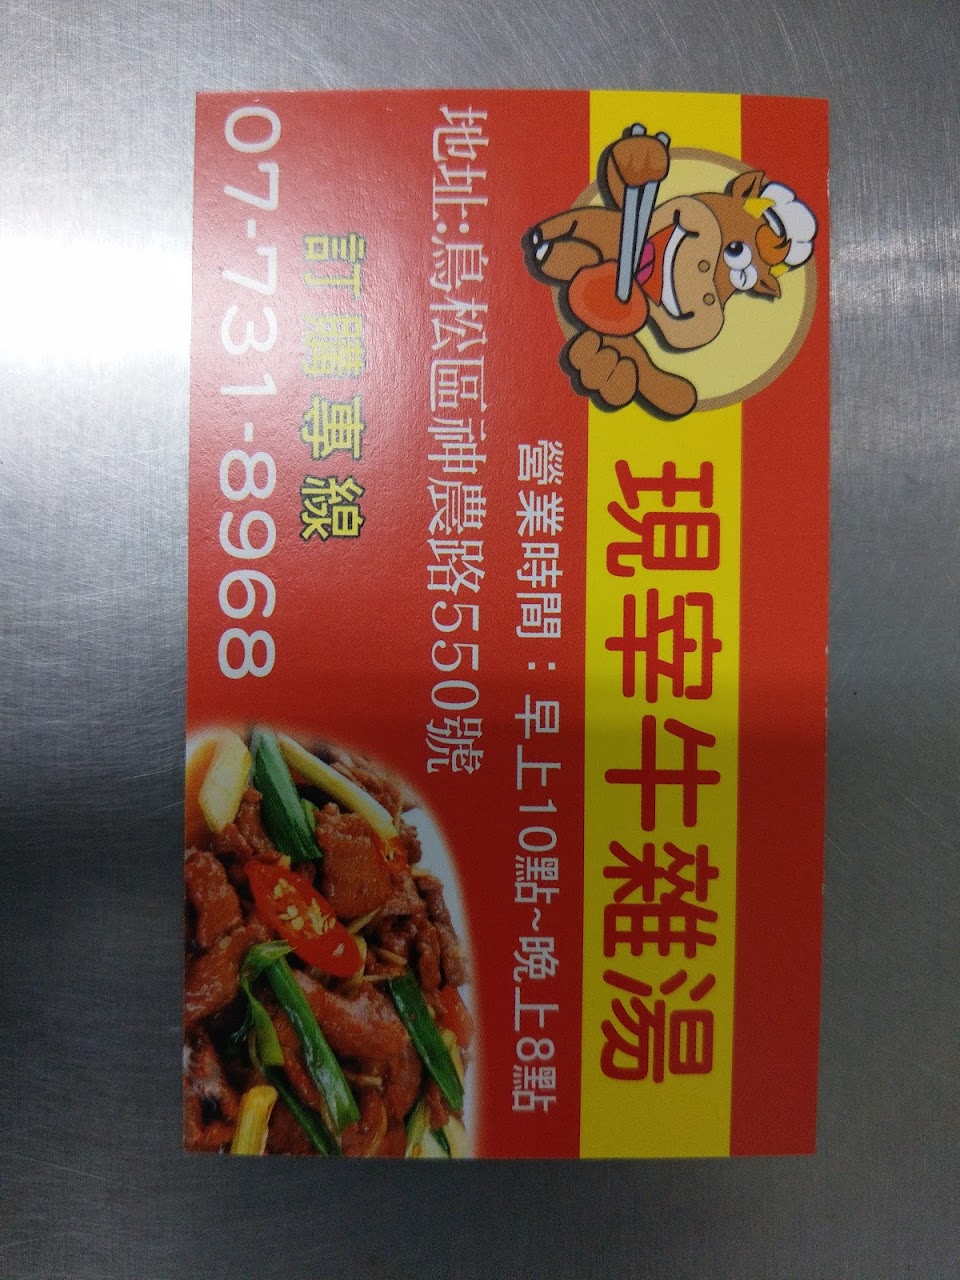 現宰牛雜湯
營業時間：早上10點~晚上8點
地址:鳥松區神農路550號
訂購專線
07-731-8968